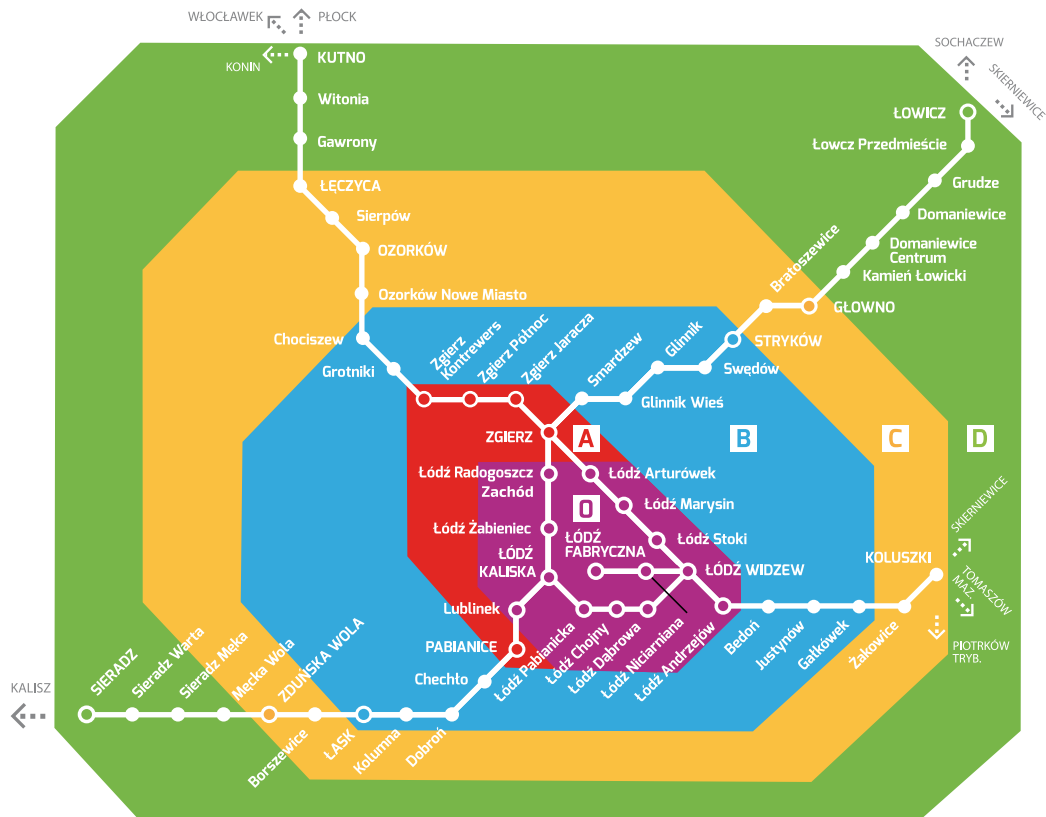 WŁOCŁAWEK
PŁOCK
KONIN
KUTNO
Witonia
Gawrony
ŁĘCZYCA
Sierpów
OZORKÓW
Ozorków Nowe Miasto
Chociszew
Grotniki
Zgierz
Kontrewers
Zgierz Północ
Zgierz Jaracza
SOCHACZEW
SKIERNIEWICE
ŁOWICZ
Łowcz Przedmieście
Grudze
Domaniewice
Domaniewice
Centrum
Kamień Łowicki
Bratoszewice
GŁOWNO
STRYKÓW
Swędów
Glinnik
Smardzew
Glinnik Wieś
ZGIERZ
A
B
C
D
Łódź Radogoszcz
Zachód
Łódź Arturówek
O
Łódź Marysin
Łódź Żabieniec
ŁÓDŹ
FABRYCZNA
Łódź Stoki
ŁÓDŹ
KALISKA
ŁÓDŹ WIDZEW
KOLUSZKI
SKIERNIEWICE
TOMASZÓW
MAZ.
PIOTRKÓW
TRYB.
Lublinek
PABIANICE
Chechło
Łódź Pabianicka
Łódź Chojny
Łódź Dąbrowa
Łódź Niciarniana
Łódź Andrzejów
Bedoń
Justynów
Gałkówek
Żakowice
KALISZ
SIERADZ
Sieradz Warta
Sieradz Męka
Męcka Wola
ZDUŃSKA WOLA
Borszewice
ŁASK
Kolumna
Dobroń